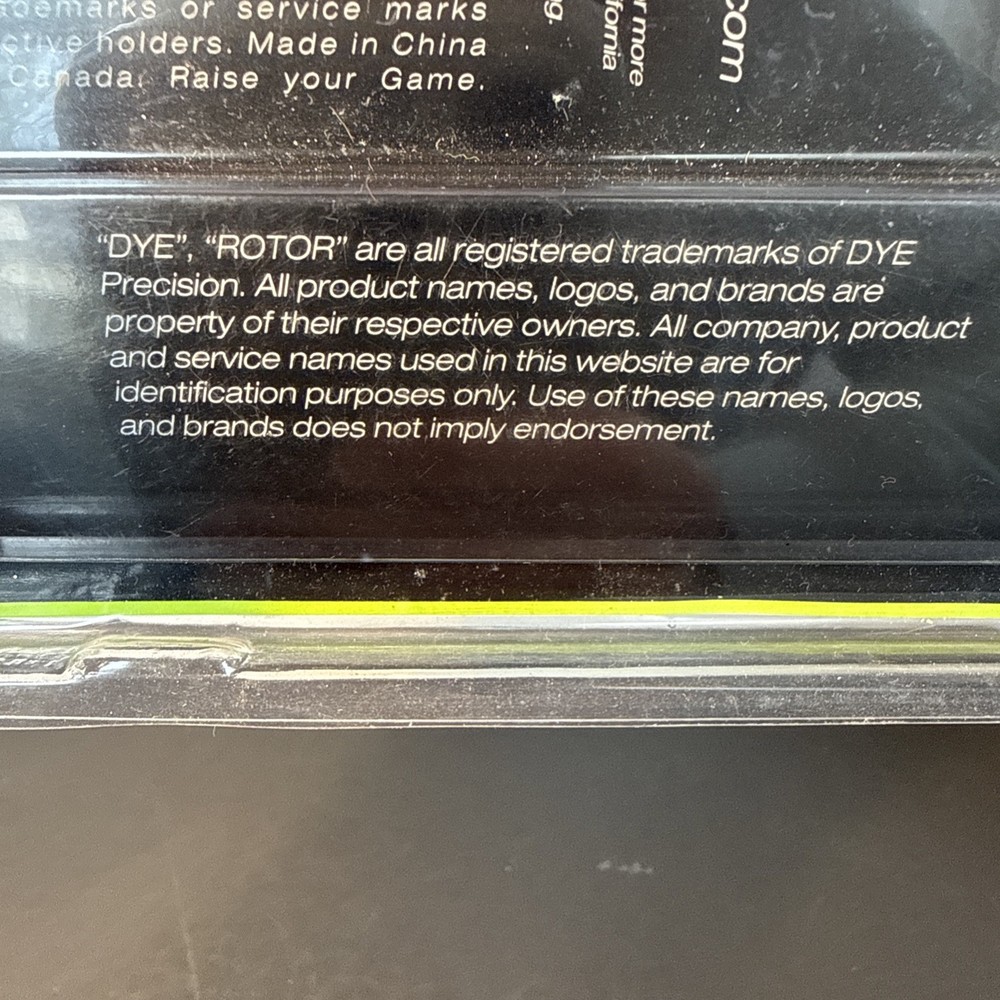 or service marks
holders. Made in China
Canada. Raise your Game.
more
.com
"DYE", "ROTOR" are all registered trademarks of DYE
Precision. All product names, logos, and brands are
property of their respective owners. All company, product
and service names used in this website are for
identification purposes only. Use of these names, logos,
and brands does not imply endorsement.